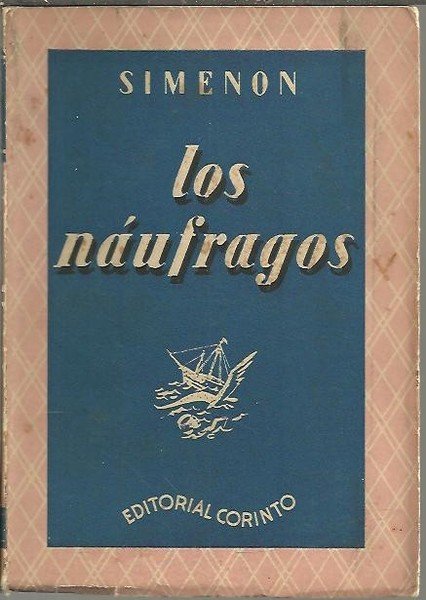 SIMENON
los
náufragos
EDITORIAL CORINTO